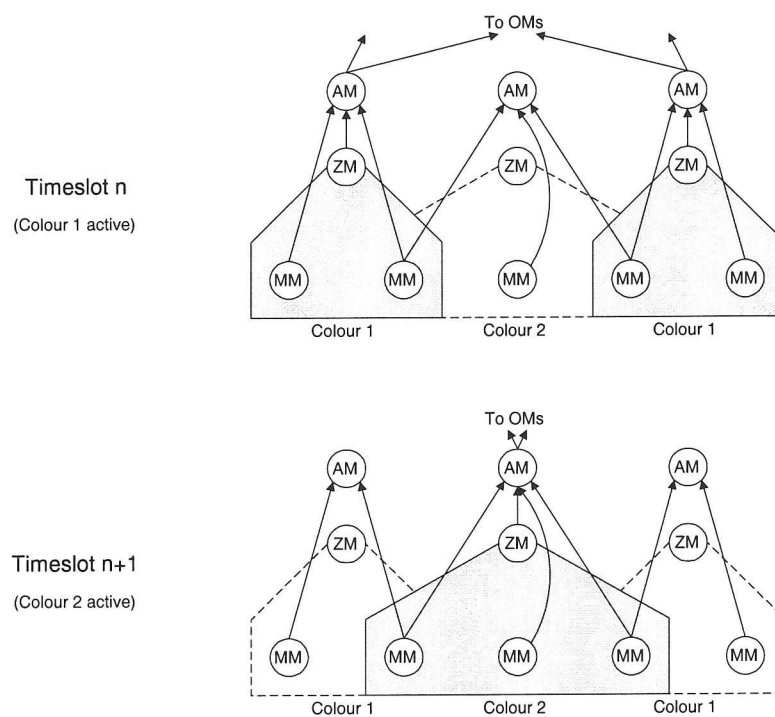 To OMs
AM AM AM
ZM ZM ZM
Timeslot n
(Colour 1 active)
MM MM MM MM MM
Colour 1 Colour 2 Colour 1
To OMs
AM AM AM
ZM ZM ZM
Timeslot n+1
(Colour 2 active)
MM MM MM MM MM
Colour 1 Colour 2 Colour 1